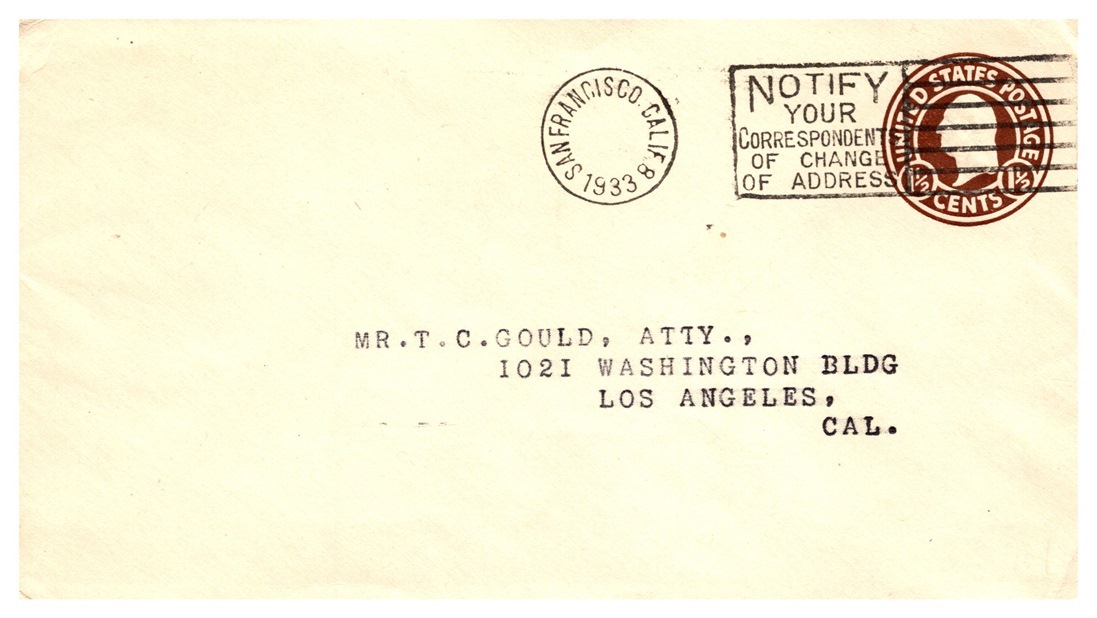 SAN FRANCISCO, CALIF. 8
1933
NOTIFY
YOUR
CORRESPONDENTS
OF CHANGE
OF ADDRESS
UNITED STATES POSTAGE
1½ 1½
CENTS
MR.T.C.GOULD, ATTY.,
1021 WASHINGTON BLDG
LOS ANGELES,
CAL.